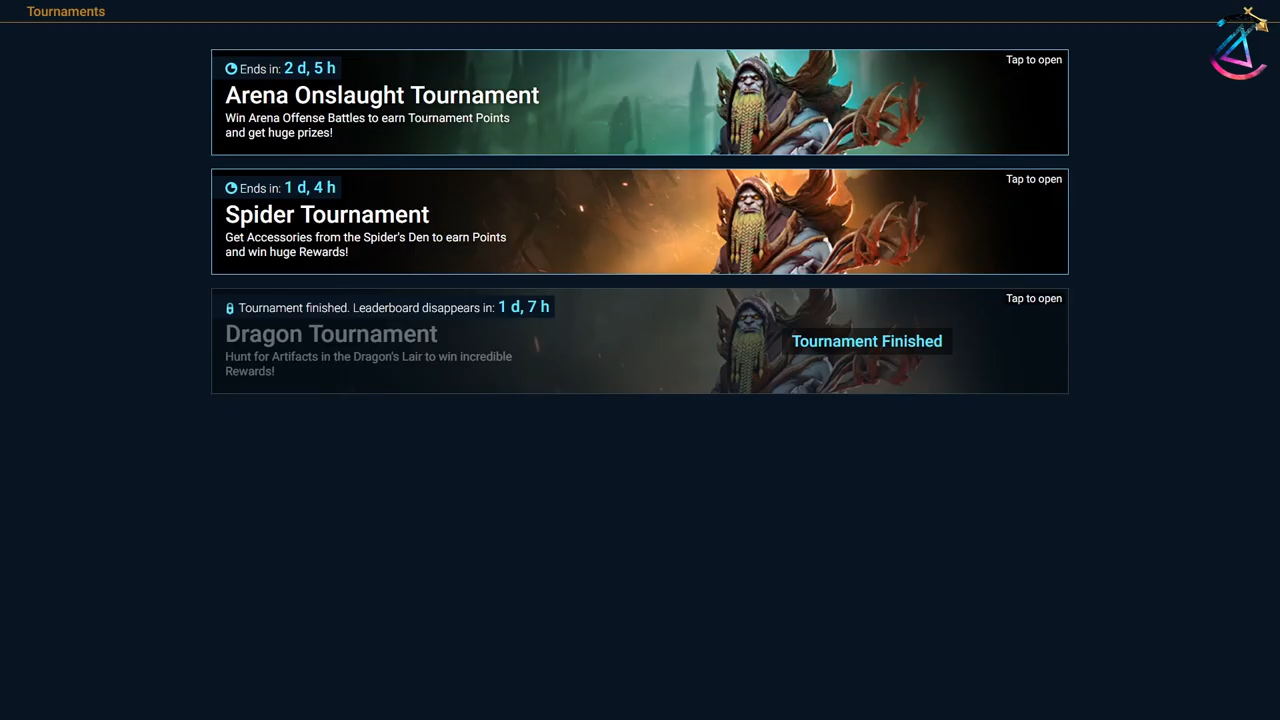 Tournaments
Ends in: 2 d, 5 h
Tap to open
Arena Onslaught Tournament
Win Arena Offense Battles to earn Tournament Points
and get huge prizes!
Ends in: 1 d, 4 h
Tap to open
Spider Tournament
Get Accessories from the Spider's Den to earn Points
and win huge Rewards!
Tournament finished. Leaderboard disappears in: 1 d, 7 h
Tap to open
Dragon Tournament
Tournament Finished
Hunt for Artifacts in the Dragon's Lair to win incredible
Rewards!